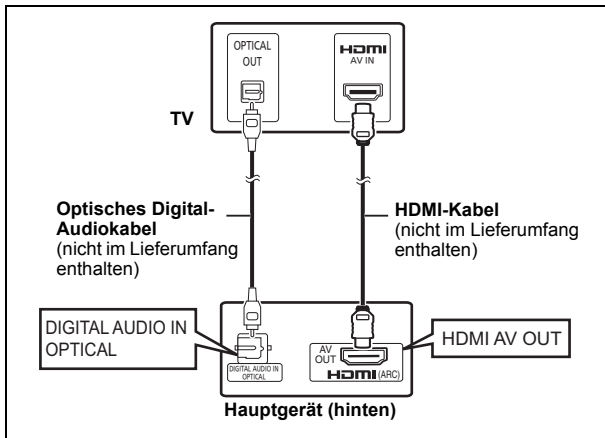 OPTICAL
OUT
HDMI
AV IN
TV
Optisches Digital-
Audiokabel
(nicht im Lieferumfang
enthalten)
HDMI-Kabel
(nicht im Lieferumfang
enthalten)
DIGITAL AUDIO IN
OPTICAL
DIGITAL AUDIO IN
OPTICAL
AV
OUT
HDMI (ARC)
HDMI AV OUT
Hauptgerät (hinten)